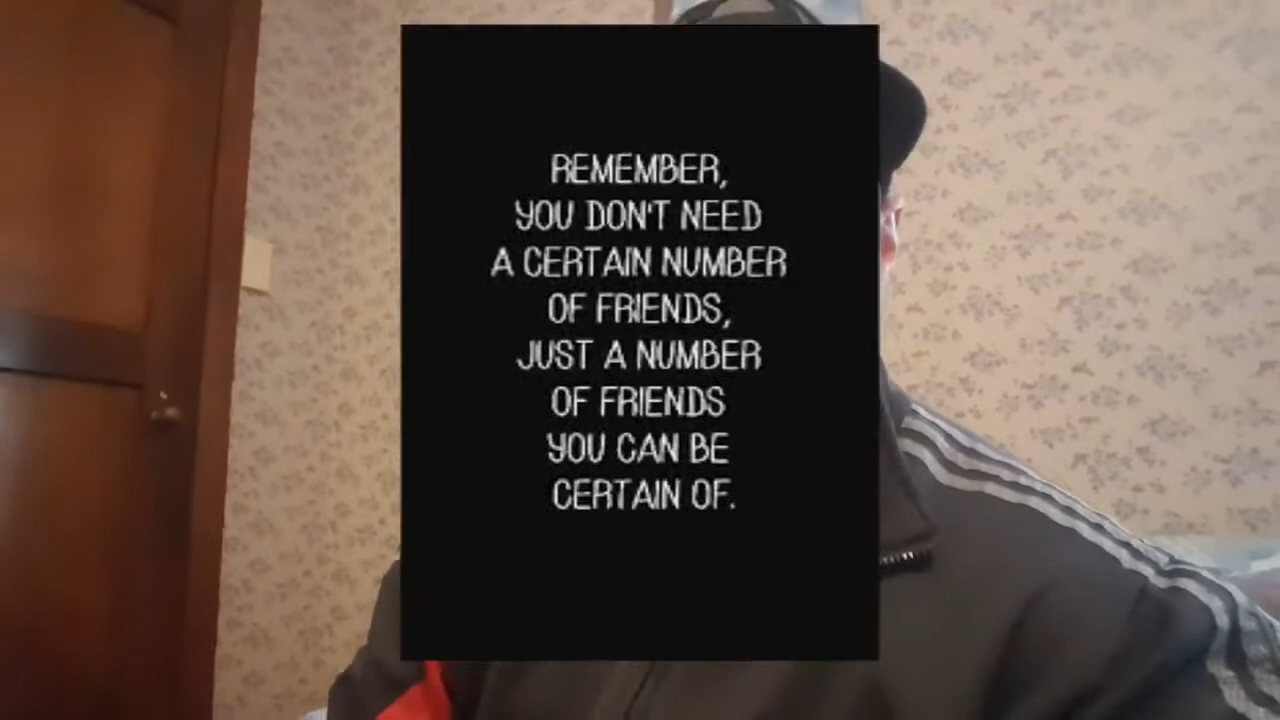 REMEMBER,
YOU DON'T NEED
A CERTAIN NUMBER
OF FRIENDS,
JUST A NUMBER
OF FRIENDS
YOU CAN BE
CERTAIN OF.